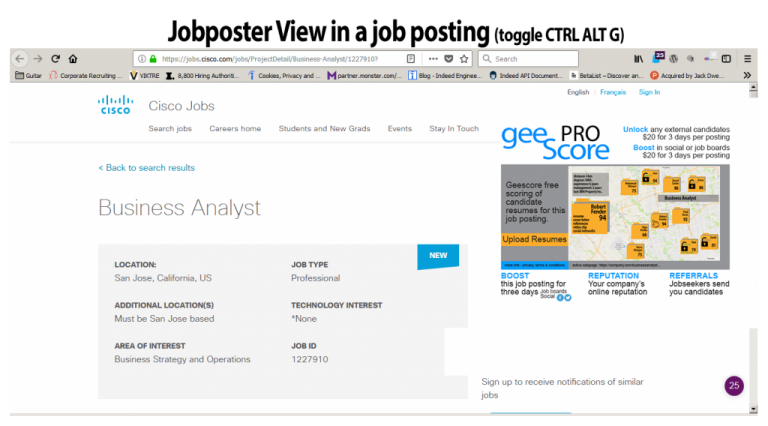 Jobposter View in a job posting (toggle CTRL ALT G)
https://jobs.cisco.com/jobs/ProjectDetail/Business-Analyst/1227910?
Search
Guitar
Corporate Recruiting ...
VIXTRE
8,800 Hiring Authoriti...
Cookies, Privacy and ...
partner.monster.com/...
Blog - Indeed Enginee...
Indeed API Document...
BetaList – Discover an...
Acquired by Jack Dwe...
English | Français Sign In
CISCO
Cisco Jobs
Search jobs Careers home Students and New Grads Events Stay In Touch
< Back to search results
Business Analyst
NEW
LOCATION:
San Jose, California, US
JOB TYPE
Professional
ADDITIONAL LOCATION(S)
Must be San Jose based
TECHNOLOGY INTEREST
*None
AREA OF INTEREST
Business Strategy and Operations
JOB ID
1227910
gee PRO
Score
Unlock any external candidates
$20 for 3 days per posting
Boost in social or job boards
$20 for 3 days per posting
Geescore free
scoring of
candidate
resumes for this
job posting.
Upload Resumes
Robert
Fender
94
Business Analyst
BOOST
this job posting for
three days Job boards
Social
REPUTATION
Your company's
online reputation
REFERRALS
Jobseekers send
you candidates
Sign up to receive notifications of similar
jobs
25